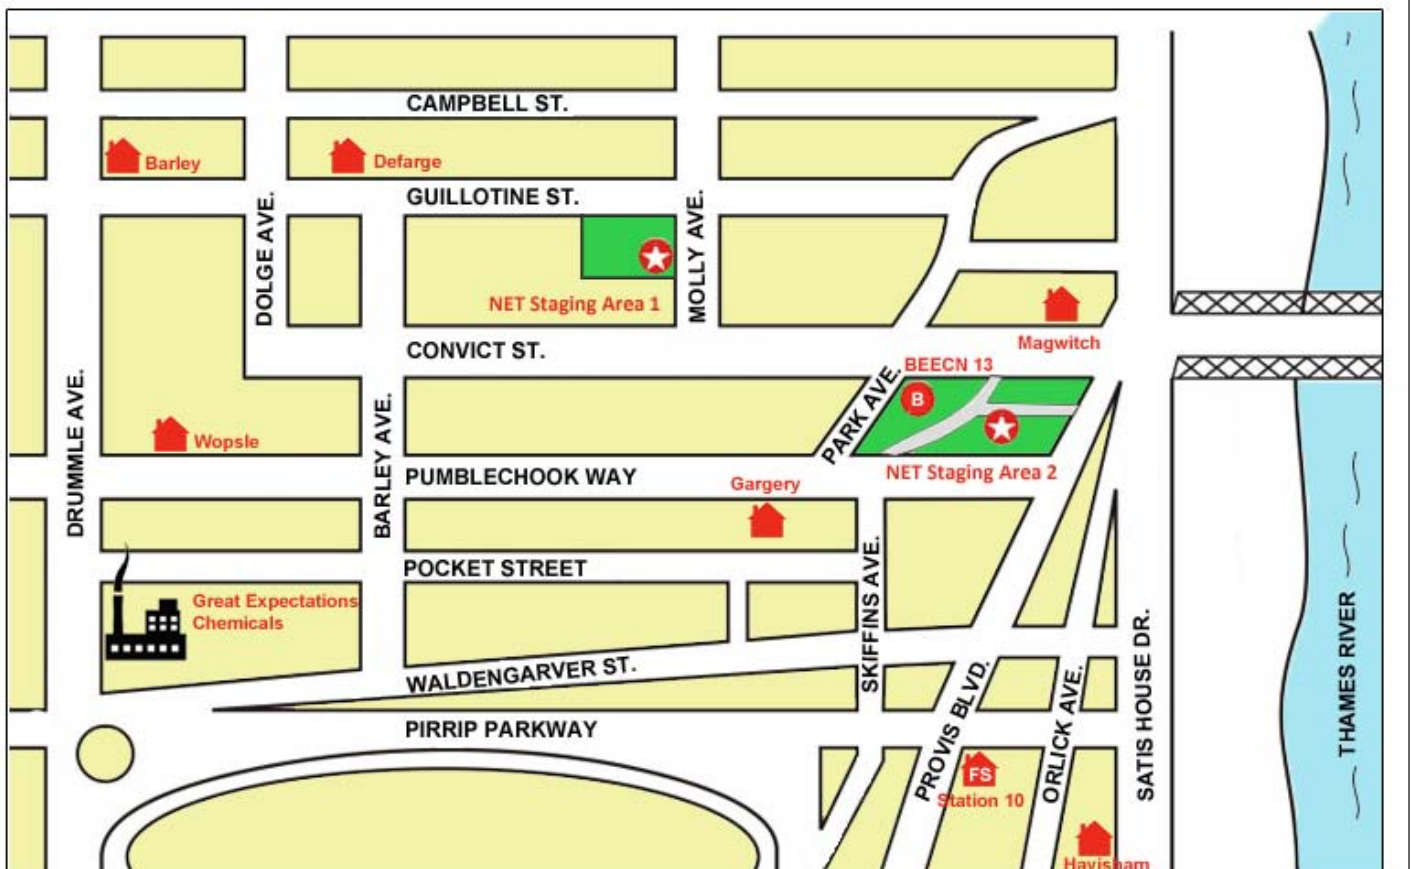 CAMPBELL ST.
Barley
Defarge
GUILLOTINE ST.
DOLGE AVE.
MOLLY AVE.
NET Staging Area 1
Magwitch
CONVICT ST.
BEECN 13
B
PARK AVE.
DRUMMLE AVE.
BARLEY AVE.
Wopsle
PUMBLECHOOK WAY
Gargery
NET Staging Area 2
POCKET STREET
SKIFFINS AVE.
Great Expectations
Chemicals
WALDENGARVER ST.
PIRRIP PARKWAY
PROVIS BLVD.
ORLICK AVE.
SATIS HOUSE DR.
THAMES RIVER
FS
Station 10
Havisham